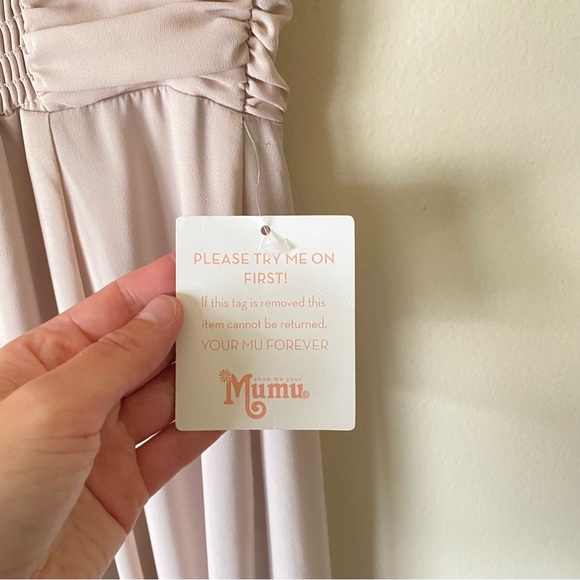 PLEASE TRY ME ON
FIRST!
If this tag is removed this
item cannot be returned.
YOUR MU FOREVER
show me your
Mumu®